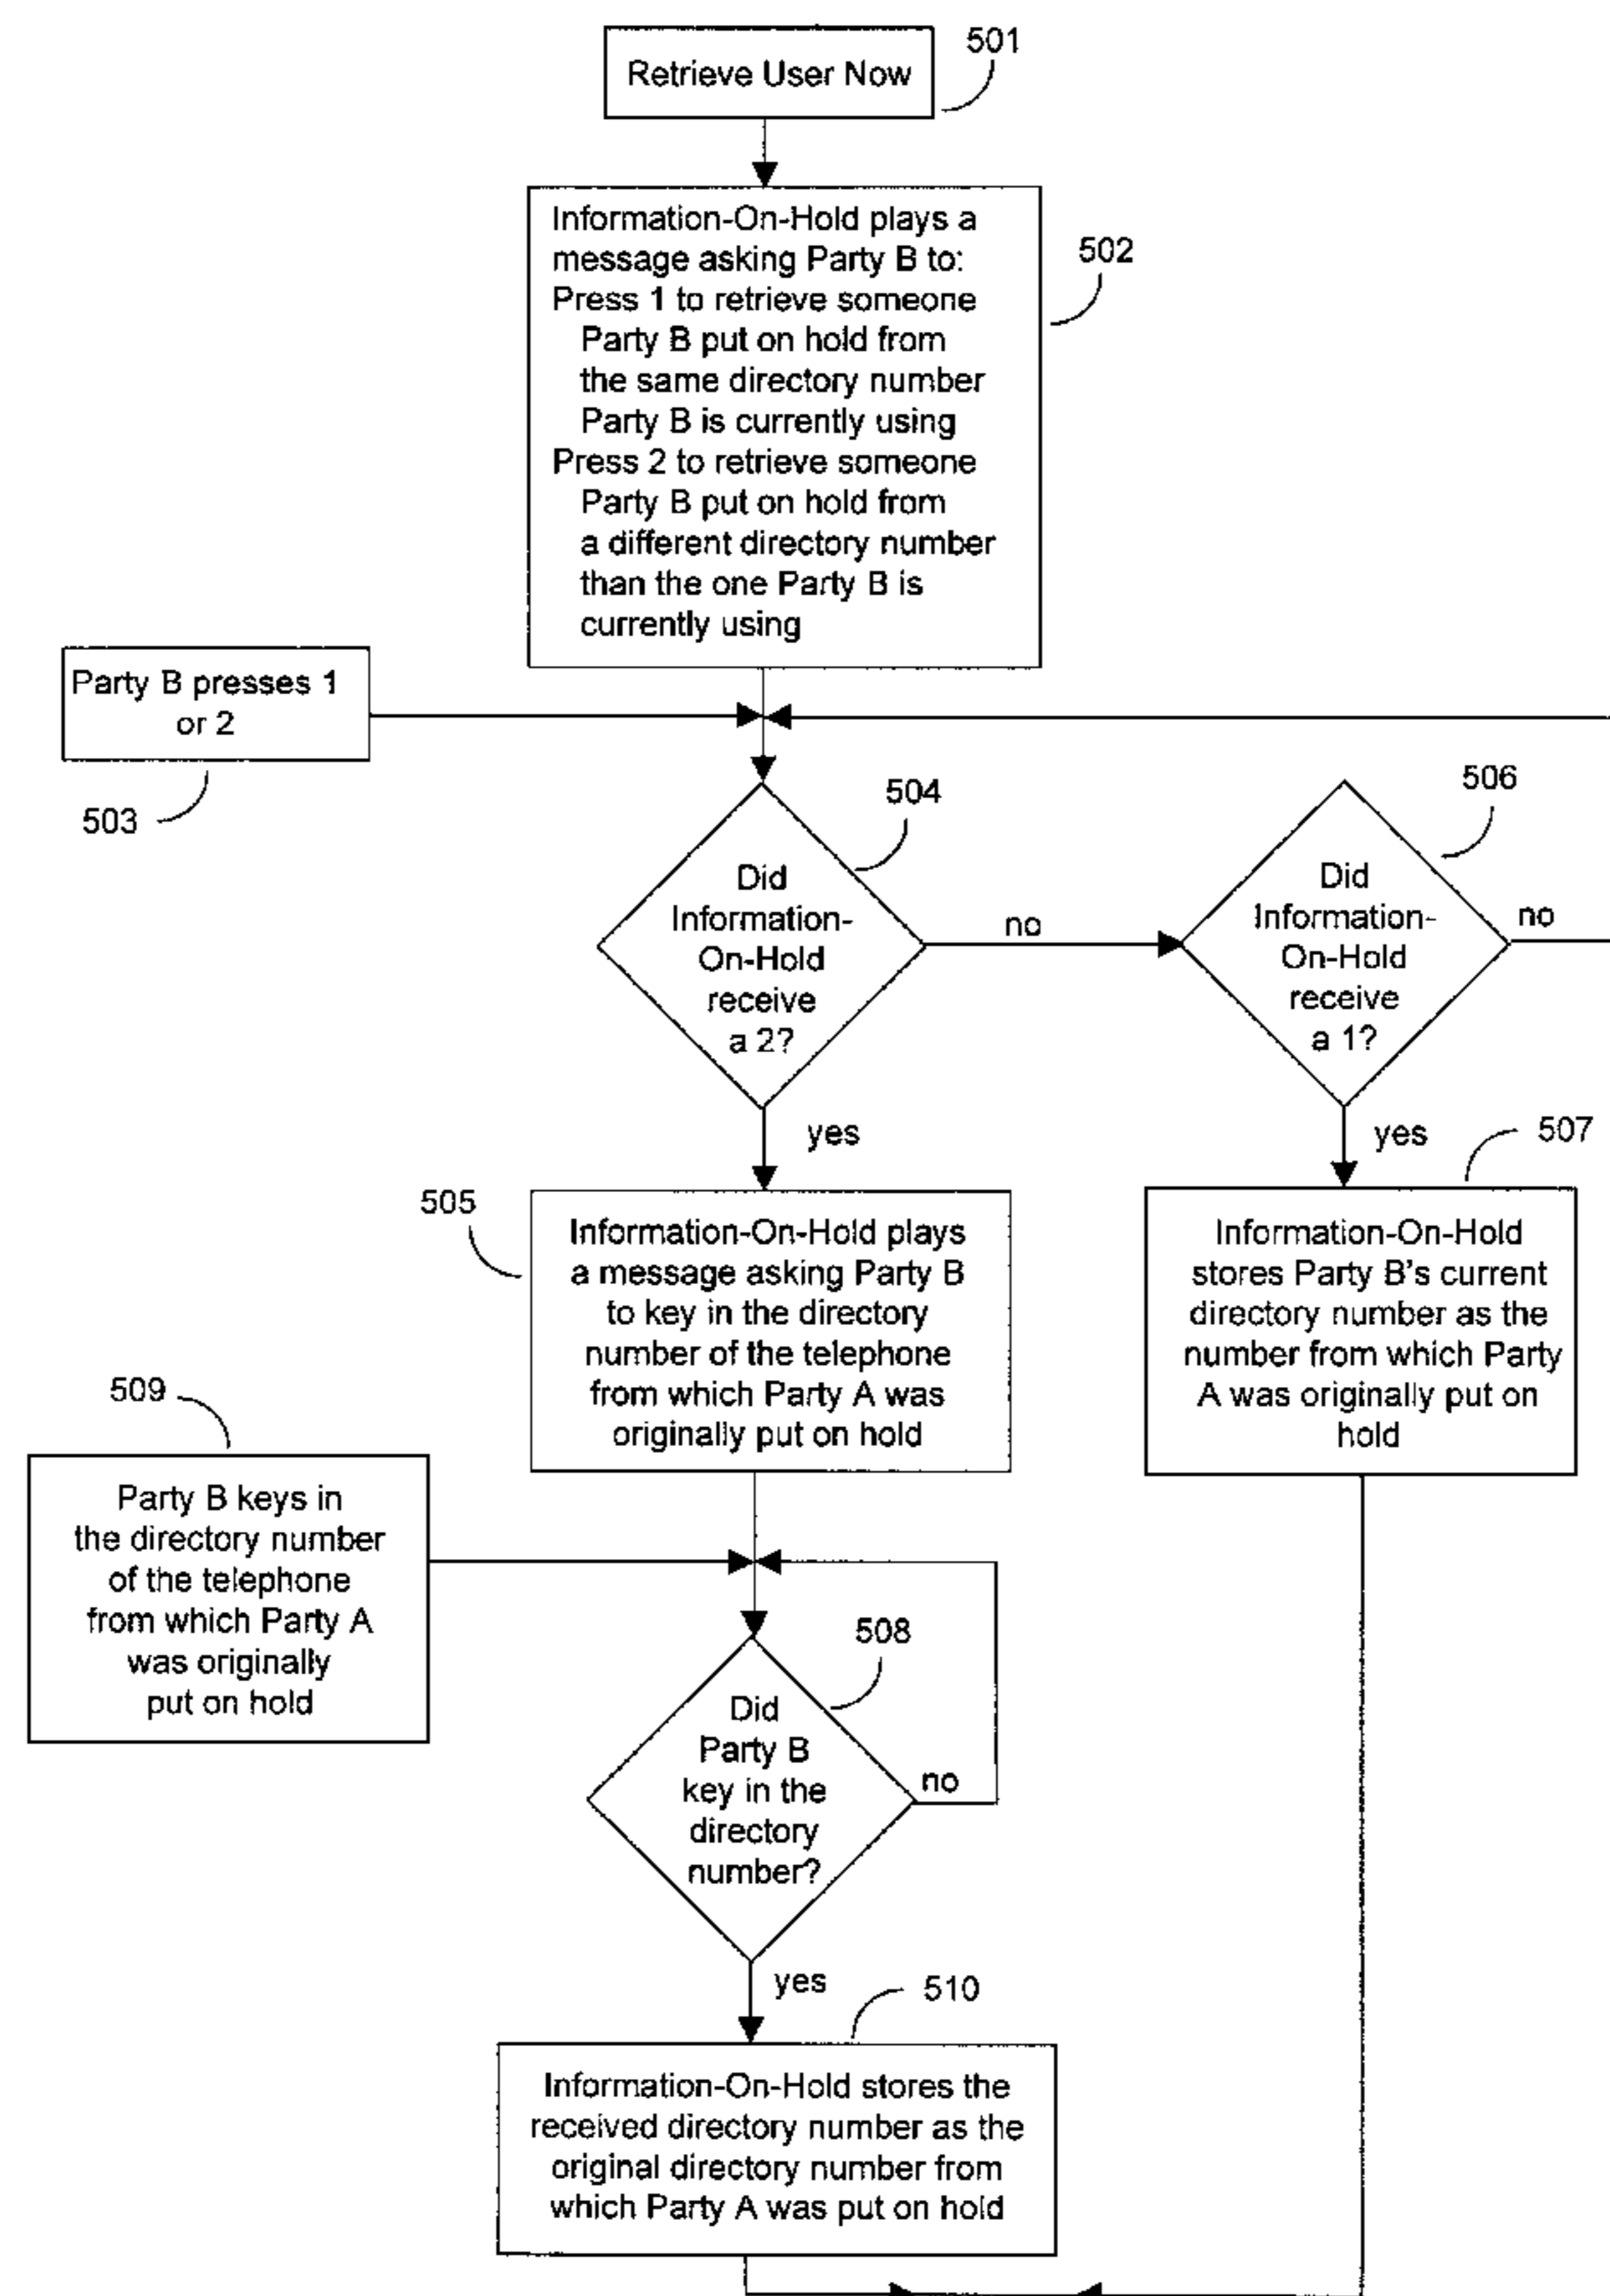 501
Retrieve User Now
Information-On-Hold plays a
message asking Party B to:
Press 1 to retrieve someone
Party B put on hold from
the same directory number
Party B is currently using
Press 2 to retrieve someone
Party B put on hold from
a different directory number
than the one Party B is
currently using
502
Party B presses 1
or 2
503
504
Did
Information-
On-Hold
receive
a 2?
no
yes
506
Did
Information-
On-Hold
receive
a 1?
no
yes
505
Information-On-Hold plays
a message asking Party B
to key in the directory
number of the telephone
from which Party A was
originally put on hold
507
Information-On-Hold
stores Party B's current
directory number as the
number from which Party
A was originally put on
hold
509
Party B keys in
the directory number
of the telephone
from which Party A
was originally
put on hold
508
Did
Party B
key in the
directory
number?
no
yes
510
Information-On-Hold stores the
received directory number as the
original directory number from
which Party A was put on hold